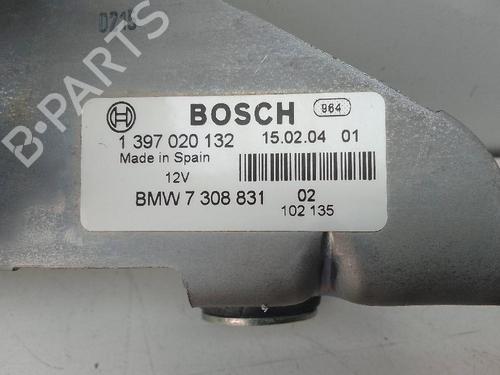 0215
BOSCH 964
1 397 020 132 15.02.04 01
Made in Spain
12V
BMW 7 308 831 02
102 135
B-PARTS